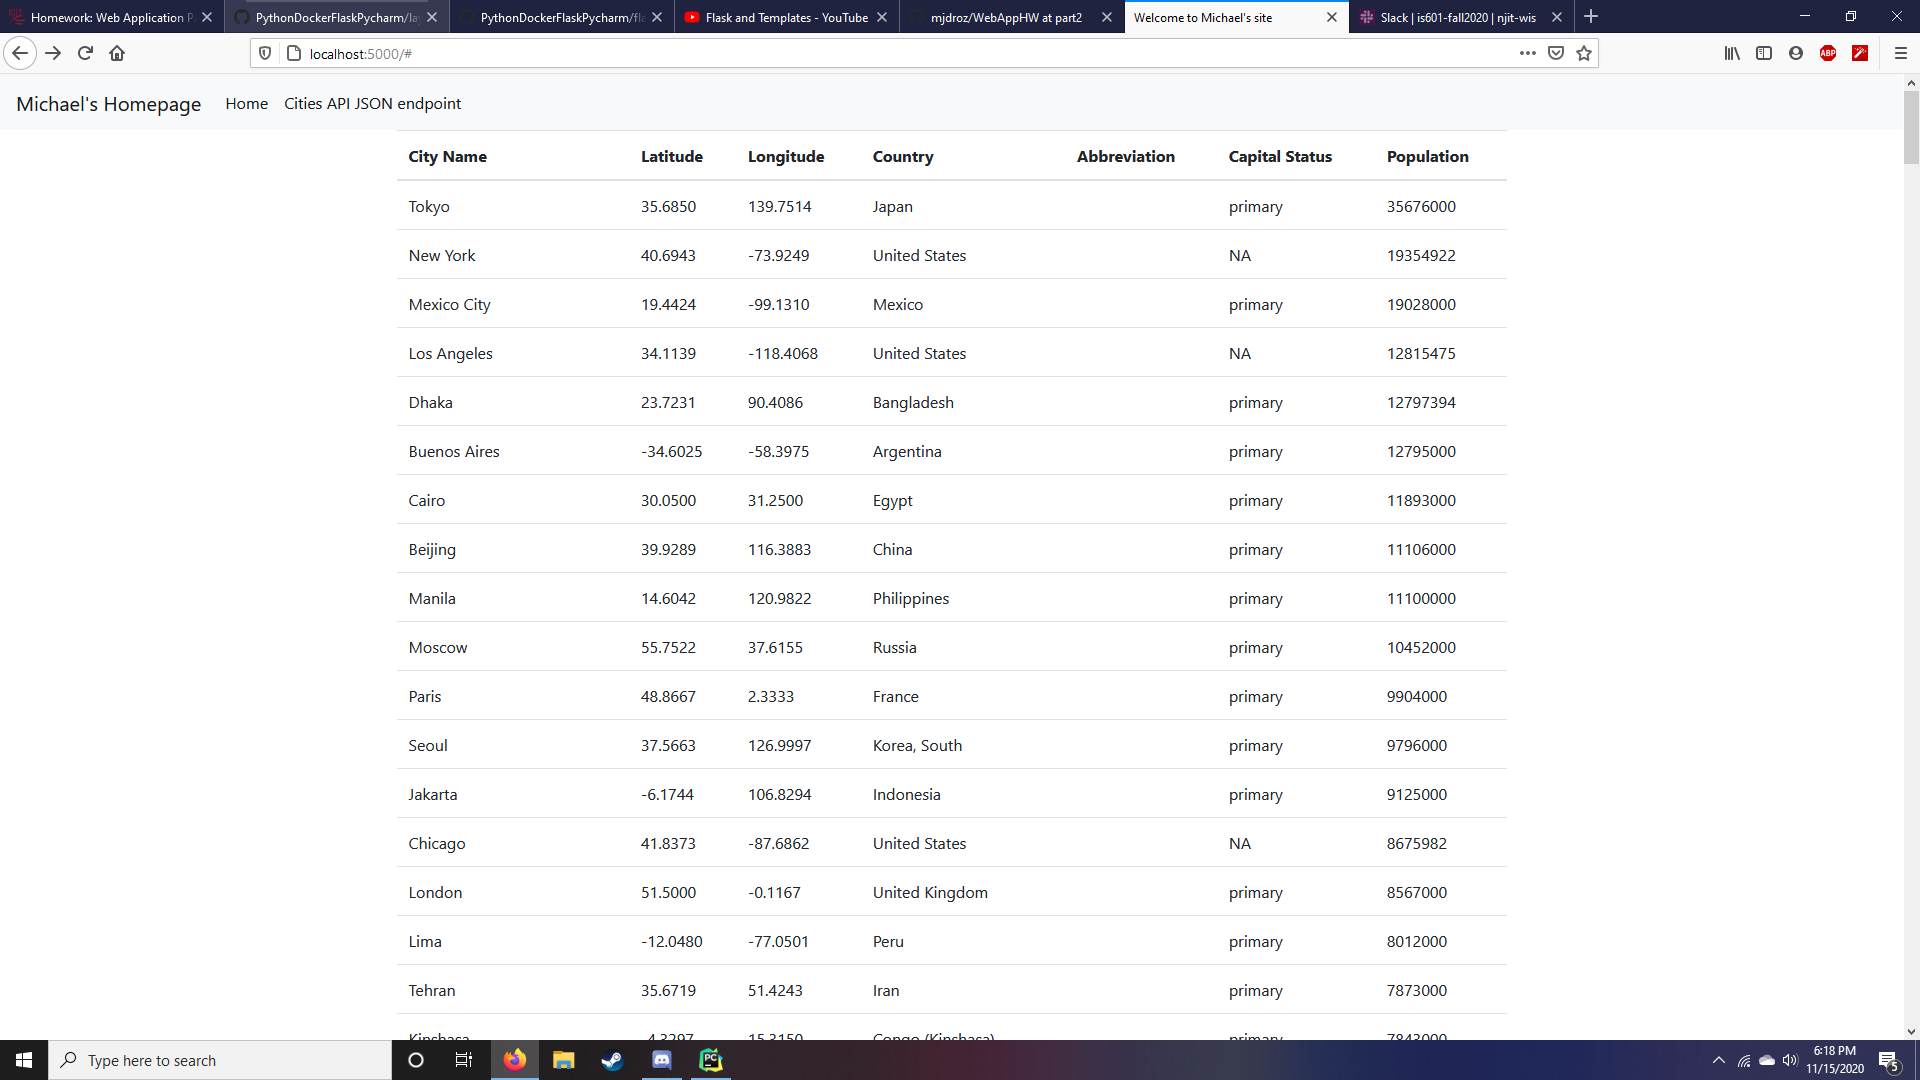 Homework: Web Application P
PythonDockerFlaskPycharm/la
PythonDockerFlaskPycharm/fl
Flask and Templates - YouTube
mjdroz/WebAppHW at part2
Welcome to Michael's site
Slack | is601-fall2020 | njit-wis
localhost:5000/#
ABP
Michael's Homepage Home Cities API JSON endpoint
City Name Latitude Longitude Country Abbreviation Capital Status Population
Tokyo 35.6850 139.7514 Japan primary 35676000
New York 40.6943 -73.9249 United States NA 19354922
Mexico City 19.4424 -99.1310 Mexico primary 19028000
Los Angeles 34.1139 -118.4068 United States NA 12815475
Dhaka 23.7231 90.4086 Bangladesh primary 12797394
Buenos Aires -34.6025 -58.3975 Argentina primary 12795000
Cairo 30.0500 31.2500 Egypt primary 11893000
Beijing 39.9289 116.3883 China primary 11106000
Manila 14.6042 120.9822 Philippines primary 11100000
Moscow 55.7522 37.6155 Russia primary 10452000
Paris 48.8667 2.3333 France primary 9904000
Seoul 37.5663 126.9997 Korea, South primary 9796000
Jakarta -6.1744 106.8294 Indonesia primary 9125000
Chicago 41.8373 -87.6862 United States NA 8675982
London 51.5000 -0.1167 United Kingdom primary 8567000
Lima -12.0480 -77.0501 Peru primary 8012000
Tehran 35.6719 51.4243 Iran primary 7873000
Kinshasa -4.3297 15.3150 Congo (Kinshasa) primary 7843000
Type here to search
PC
6:18 PM
11/15/2020
5